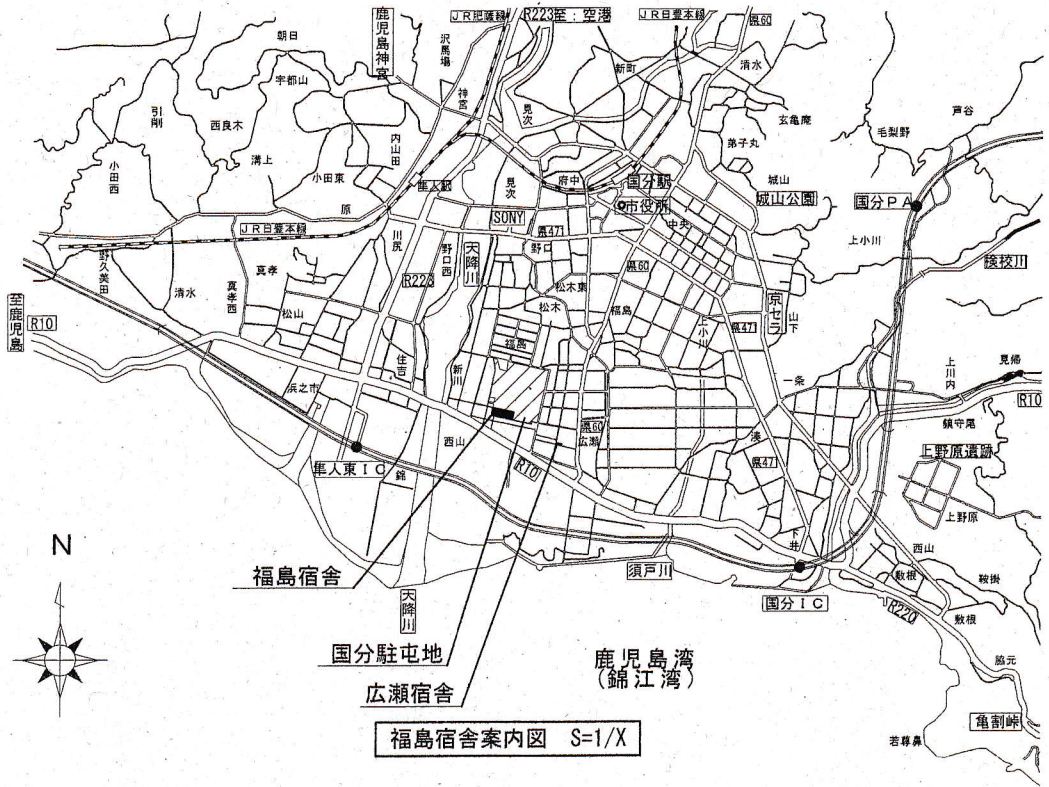 JR肥薩線
R223
至:空港
JR日豊本線
県60
鹿児島神宮
朝日
沢馬場
宇都山
新町
清水
神宮
見次
引削
西良木
内山田
玄亀庵
芦谷
毛梨野
弟子丸
溝上
小田西
小田東
隼人駅
見次
府中
国分駅
城山
城山公園
国分PA
原
SONY
市役所
中央
JR日豊本線
川尻
野口西
天降川
県471
野口
県60
上小川
検校川
野久美田
真孝
R223
清水
真孝西
松木東
松木
福島
上小川
京セラ
山下
県471
至鹿児島
R10
松山
住吉
新川
福島
一条
上川内
見帰
R10
浜之市
鎮守尾
西山
県60
広瀬
湊
県471
上野原遺跡
R10
隼人東IC
錦
上野原
N
下井
西山
福島宿舎
須戸川
敷根
鞍掛
国分IC
天降川
R220
敷根
国分駐屯地
鹿児島湾
(錦江湾)
脇元
広瀬宿舎
亀割峠
福島宿舎案内図 S=1/X
若尊鼻